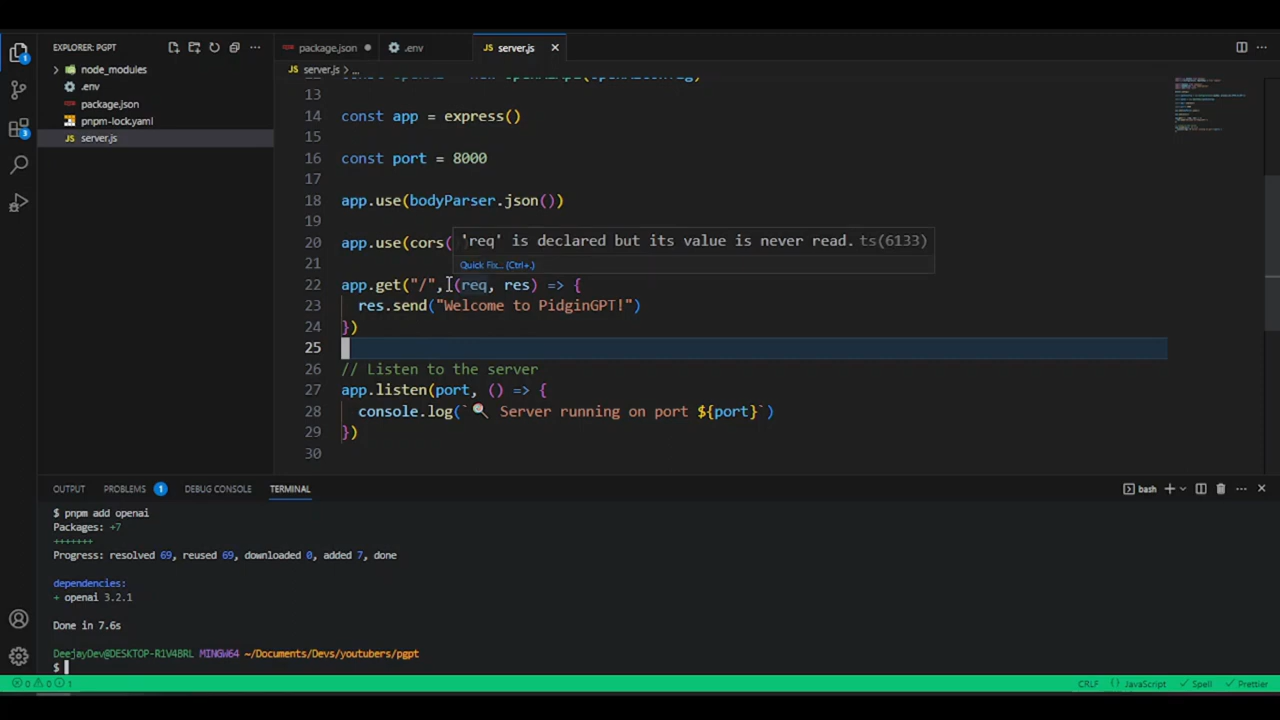 EXPLORER: PGPT
package.json
.env
JS server.js
node_modules
.env
package.json
pnpm-lock.yaml
JS server.js
JS server.js > ...
13
14 const app = express()
15
16 const port = 8000
17
18 app.use(bodyParser.json())
19
20 app.use(cors(
'req' is declared but its value is never read. ts(6133)
Quick Fix... (Ctrl+.)
21
22 app.get("/", (req, res) => {
23 res.send("Welcome to PidginGPT!")
24 })
25
26 // Listen to the server
27 app.listen(port, () => {
28 console.log(`🍭 Server running on port ${port}`)
29 })
30
OUTPUT PROBLEMS 1 DEBUG CONSOLE TERMINAL bash
$ pnpm add openai
Packages: +7
+++++++
Progress: resolved 69, reused 69, downloaded 0, added 7, done
dependencies:
+ openai 3.2.1
Done in 7.6s
DeejayDev@DESKTOP-R1V4BRL MINGW64 ~/Documents/Devs/youtubers/pgpt
$
0 0 1 CRLF JavaScript Spell Prettier